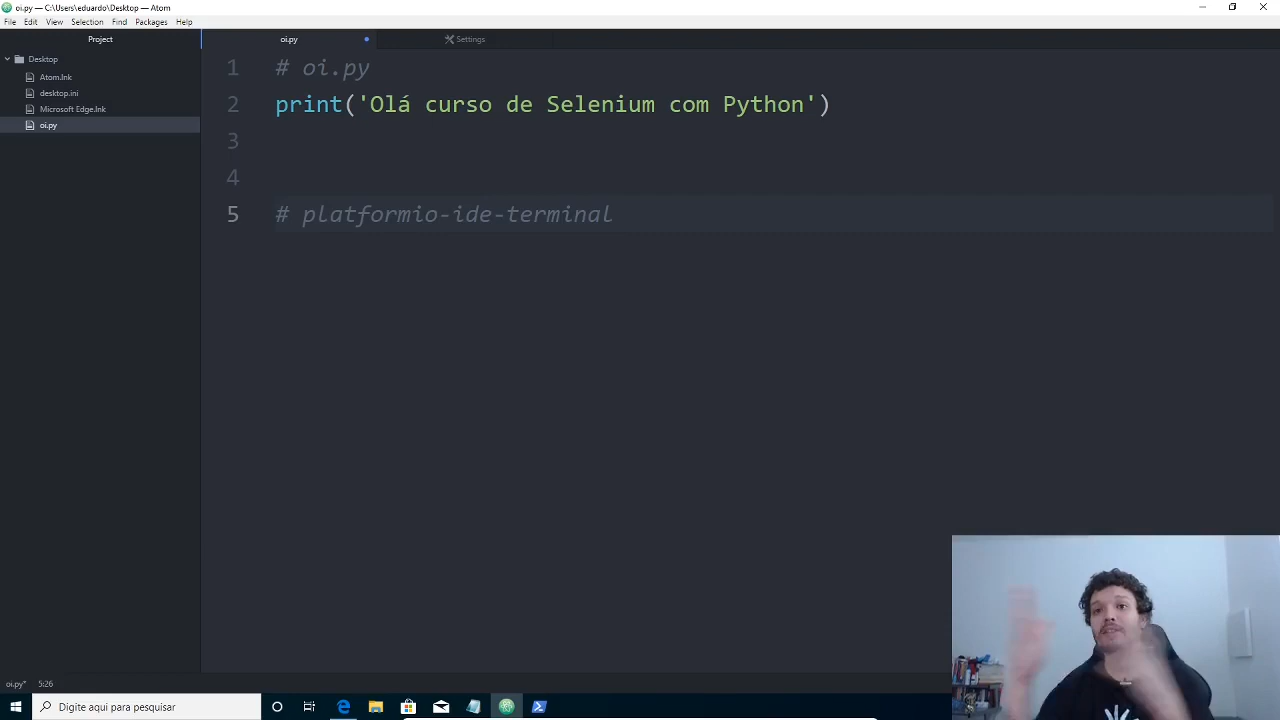 oi.py — C:\Users\eduardo\Desktop — Atom
File Edit View Selection Find Packages Help
Project
oi.py
Settings
Desktop
Atom.lnk
desktop.ini
Microsoft Edge.lnk
oi.py
1 # oi.py
2 print('Olá curso de Selenium com Python')
3
4
5 # platformio-ide-terminal
oi.py* 5:26
Digite aqui para pesquisar